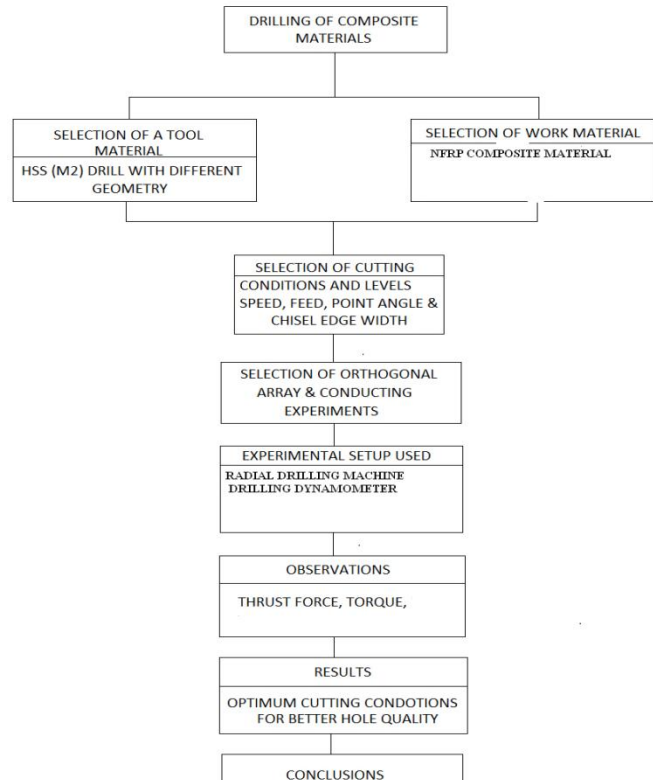 DRILLING OF COMPOSITE
MATERIALS
SELECTION OF A TOOL
MATERIAL
HSS (M2) DRILL WITH DIFFERENT
GEOMETRY
SELECTION OF WORK MATERIAL
NFRP COMPOSITE MATERIAL
SELECTION OF CUTTING
CONDITIONS AND LEVELS
SPEED, FEED, POINT ANGLE &
CHISEL EDGE WIDTH
SELECTION OF ORTHOGONAL
ARRAY & CONDUCTING
EXPERIMENTS
EXPERIMENTAL SETUP USED
RADIAL DRILLING MACHINE
DRILLING DYNAMOMETER
OBSERVATIONS
THRUST FORCE, TORQUE,
RESULTS
OPTIMUM CUTTING CONDOTIONS
FOR BETTER HOLE QUALITY
CONCLUSIONS